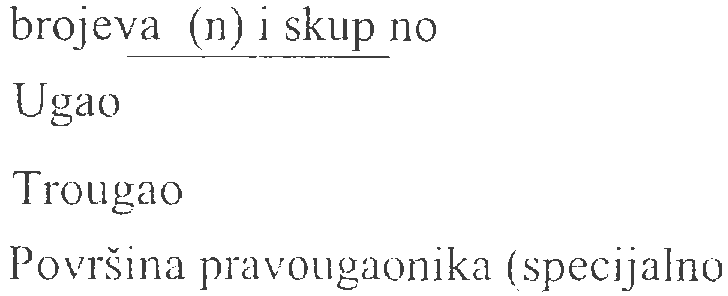 brojeva (n) i skup no
Ugao
Trougao
Površina pravougaonika (specijalno